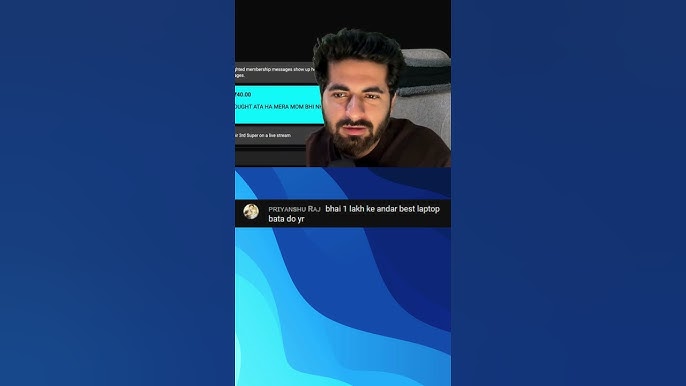 ghted membership messages show up h
ages.
740.00
OUGHT ATA HA MERA MOM BHI N
r 3rd Super on a live stream
PRIYANSHU RAJ bhai 1 lakh ke andar best laptop
bata do yr